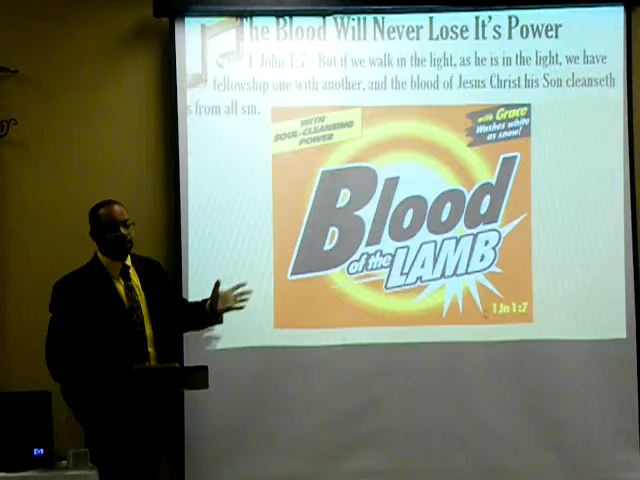 The Blood Will Never Lose It's Power
1 John 1:7 - But if we walk in the light, as he is in the light, we have
fellowship one with another, and the blood of Jesus Christ his Son cleanseth
us from all sin.
WITH
SOUL-CLEANSING
POWER
with Grace
Washes white
as snow!
Blood
of the LAMB
1 Jn 1:7